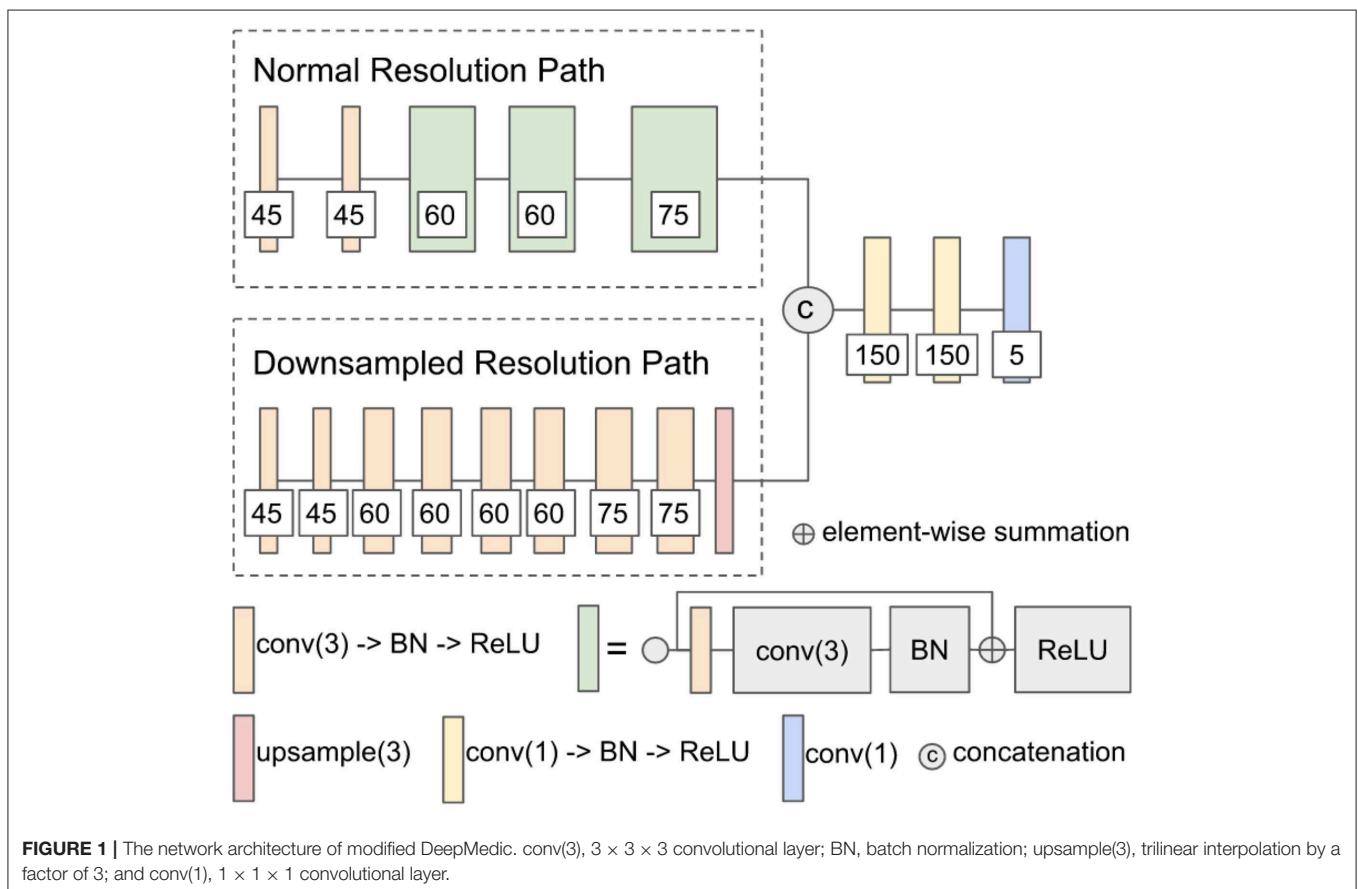 Normal Resolution Path
45 45 60 60 75
C
150 150 5
Downsampled Resolution Path
45 45 60 60 60 60 75 75
⊕ element-wise summation
conv(3) -> BN -> ReLU = conv(3) BN ⊕ ReLU
upsample(3) conv(1) -> BN -> ReLU conv(1) c concatenation
FIGURE 1 | The network architecture of modified DeepMedic. conv(3), 3 × 3 × 3 convolutional layer; BN, batch normalization; upsample(3), trilinear interpolation by a
factor of 3; and conv(1), 1 × 1 × 1 convolutional layer.